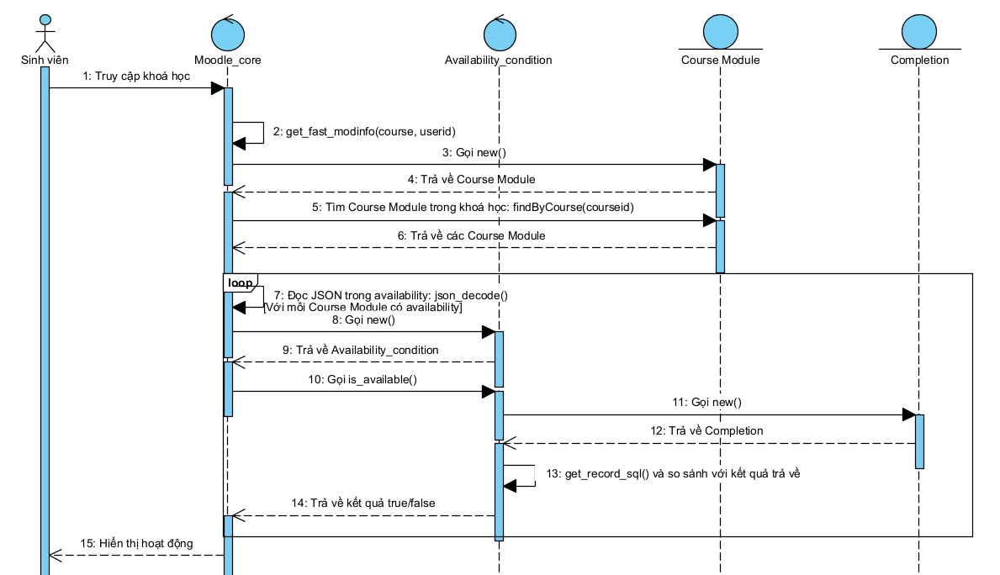 Sinh viên
Moodle_core
Availability_condition
Course Module
Completion
1: Truy cập khoá học
2: get_fast_modinfo(course, userid)
3: Gọi new()
4: Trả về Course Module
5: Tìm Course Module trong khoá học: findByCourse(courseid)
6: Trả về các Course Module
loop
7: Đọc JSON trong availability: json_decode()
[Với mỗi Course Module có availability]
8: Gọi new()
9: Trả về Availability_condition
10: Gọi is_available()
11: Gọi new()
12: Trả về Completion
13: get_record_sql() và so sánh với kết quả trả về
14: Trả về kết quả true/false
15: Hiển thị hoạt động